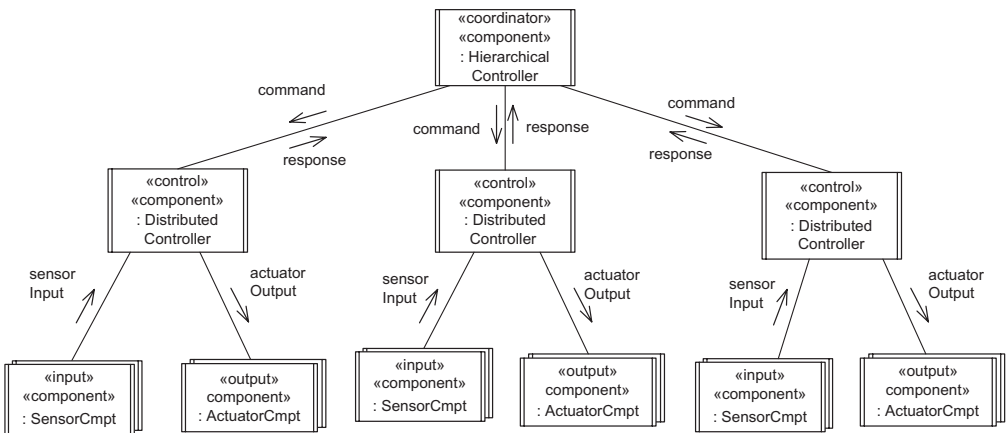 «coordinator»
«component»
: Hierarchical
Controller
command
response
command
response
command
response
«control»
«component»
: Distributed
Controller
«control»
«component»
: Distributed
Controller
«control»
«component»
: Distributed
Controller
sensor
Input
actuator
Output
sensor
Input
actuator
Output
sensor
Input
actuator
Output
«input»
«component»
: SensorCmpt
«output»
component»
: ActuatorCmpt
«input»
«component»
: SensorCmpt
«output»
component»
: ActuatorCmpt
«input»
«component»
: SensorCmpt
«output»
component»
: ActuatorCmpt